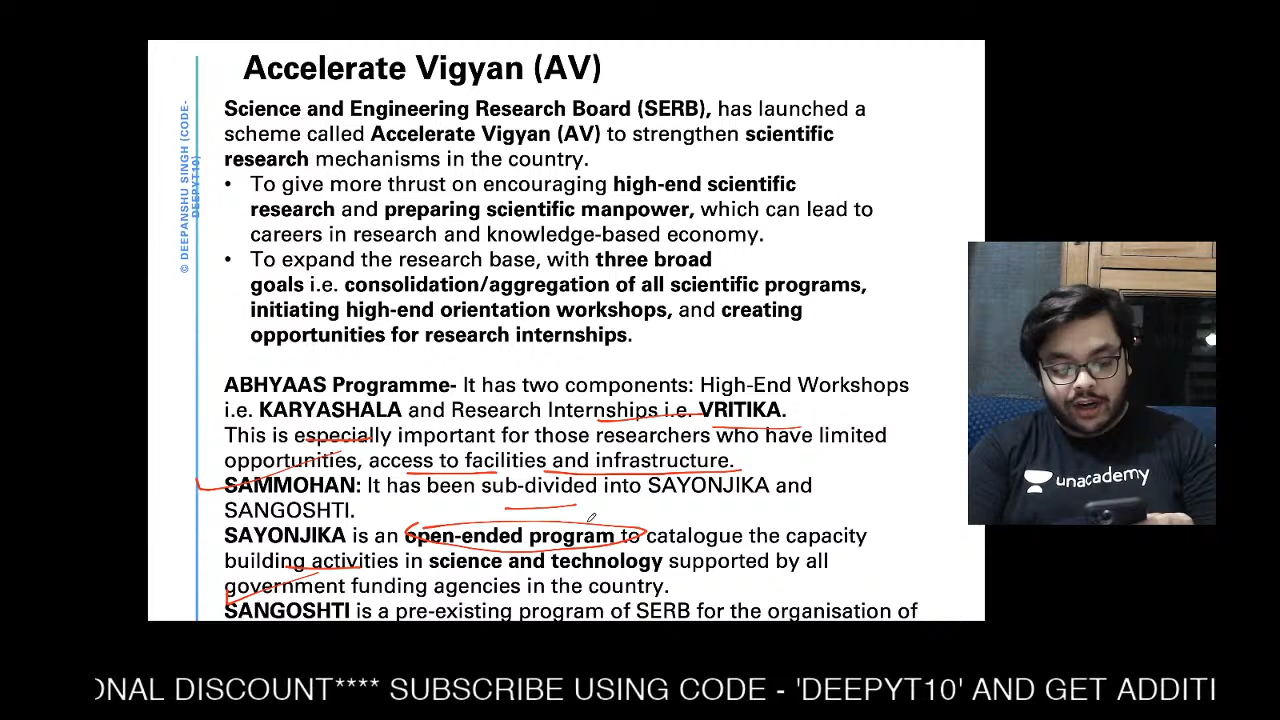 Accelerate Vigyan (AV)
© DEEPANSHU SINGH (CODE-
DEEPYT10)
Science and Engineering Research Board (SERB), has launched a
scheme called Accelerate Vigyan (AV) to strengthen scientific
research mechanisms in the country.
• To give more thrust on encouraging high-end scientific
research and preparing scientific manpower, which can lead to
careers in research and knowledge-based economy.
• To expand the research base, with three broad
goals i.e. consolidation/aggregation of all scientific programs,
initiating high-end orientation workshops, and creating
opportunities for research internships.
ABHYAAS Programme- It has two components: High-End Workshops
i.e. KARYASHALA and Research Internships i.e. VRITIKA.
This is especially important for those researchers who have limited
opportunities, access to facilities and infrastructure.
SAMMOHAN: It has been sub-divided into SAYONJIKA and
SANGOSHTI.
SAYONJIKA is an open-ended program to catalogue the capacity
building activities in science and technology supported by all
government funding agencies in the country.
SANGOSHTI is a pre-existing program of SERB for the organisation of
unacademy
ONAL DISCOUNT**** SUBSCRIBE USING CODE - 'DEEPYT10' AND GET ADDITI